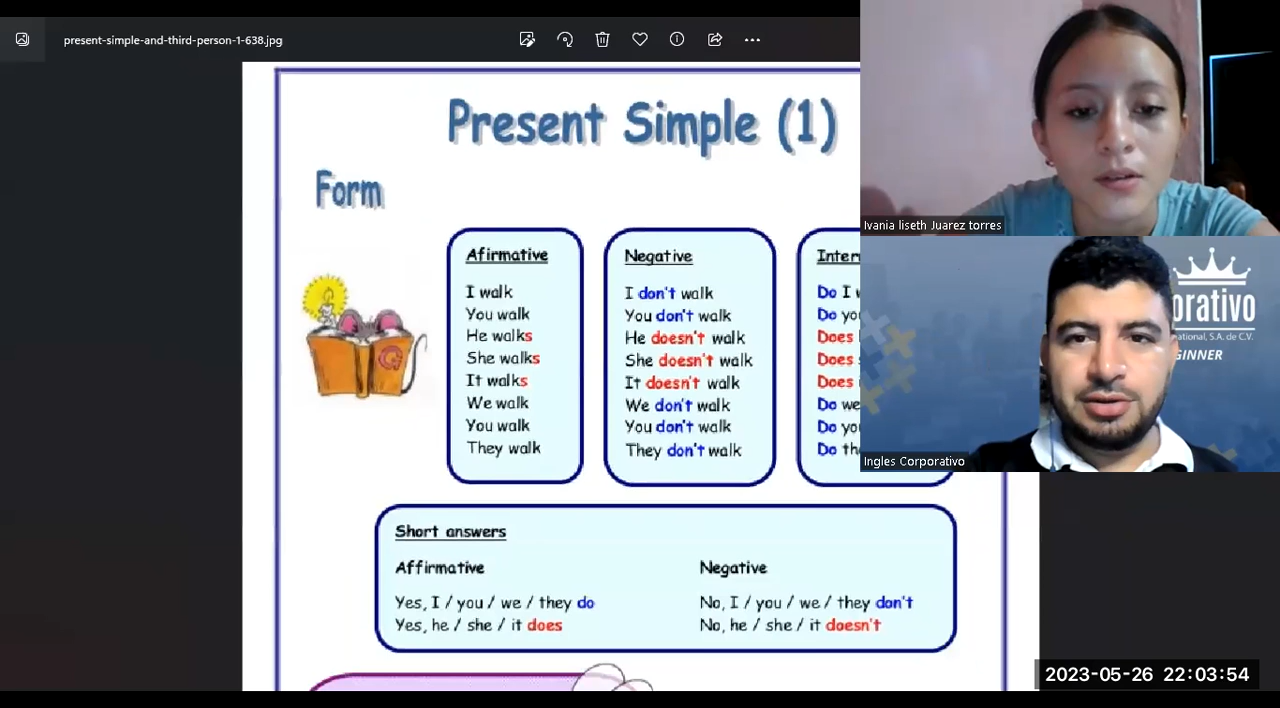 present-simple-and-third-person-1-638.jpg
Present Simple (1)
Form
Afirmative
I walk
You walk
He walks
She walks
It walks
We walk
You walk
They walk
Negative
I don't walk
You don't walk
He doesn't walk
She doesn't walk
It doesn't walk
We don't walk
You don't walk
They don't walk
Do I
Do you
Does
Does
Does
Do we
Do you
Do
Short answers
Affirmative
Yes, I / you / we / they do
Yes, he / she / it does
Negative
No, I / you / we / they don't
No, he / she / it doesn't
Ivania liseth Juarez torres
orativo
national, S.A. de C.V.
GINNER
Ingles Corporativo
2023-05-26 22:03:54